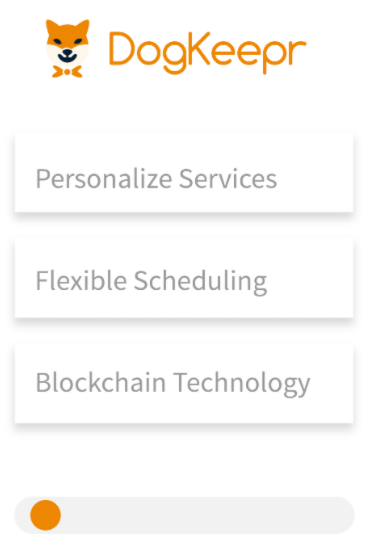 DogKeepr
Personalize Services
Flexible Scheduling
Blockchain Technology